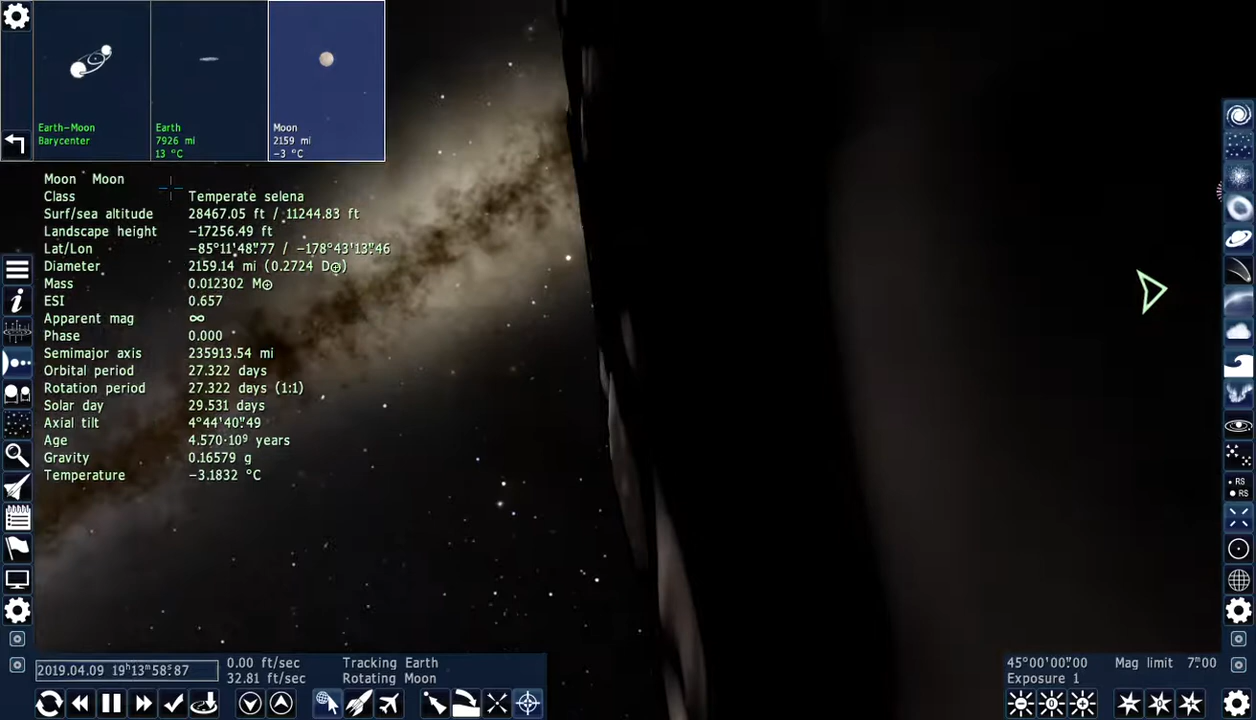 Earth-Moon
Barycenter
Earth
7926 mi
13 °C
Moon
2159 mi
-3 °C
Moon Moon
Class Temperate selena
Surf/sea altitude 28467.05 ft / 11244.83 ft
Landscape height -17256.49 ft
Lat/Lon -85°11'48"77 / -178°43'13"46
Diameter 2159.14 mi (0.2724 D⊕)
Mass 0.012302 M⊕
ESI 0.657
Apparent mag ∞
Phase 0.000
Semimajor axis 235913.54 mi
Orbital period 27.322 days
Rotation period 27.322 days (1:1)
Solar day 29.531 days
Axial tilt 4°44'40"49
Age 4.570·10⁹ years
Gravity 0.16579 g
Temperature -3.1832 °C
RS
RS
2019.04.09 19h13m58s87
0.00 ft/sec
32.81 ft/sec
Tracking Earth
Rotating Moon
45°00'00"00 Mag limit 7m00
Exposure 1